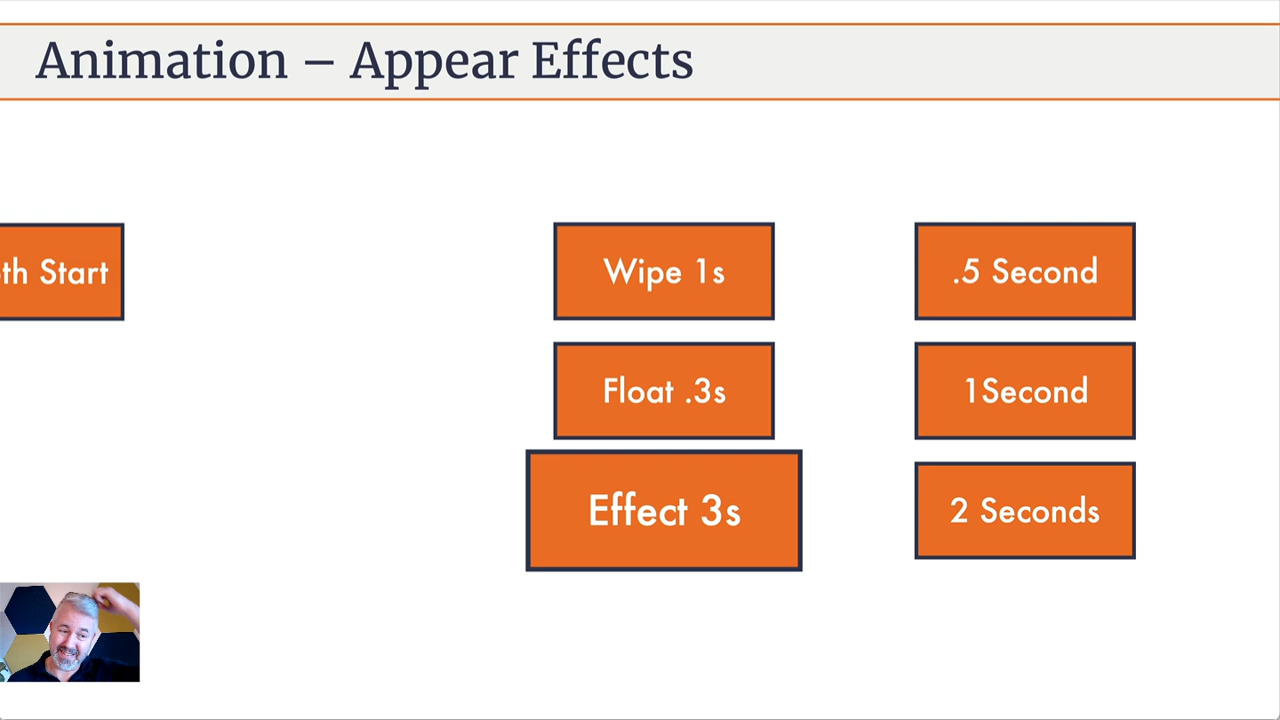 Animation – Appear Effects
th Start
Wipe 1s
.5 Second
Float .3s
1Second
Effect 3s
2 Seconds